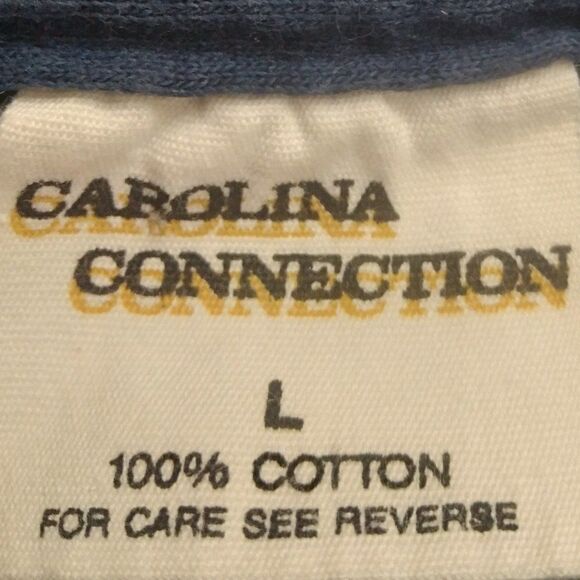 CAROLINA
CONNECTION
L
100% COTTON
FOR CARE SEE REVERSE